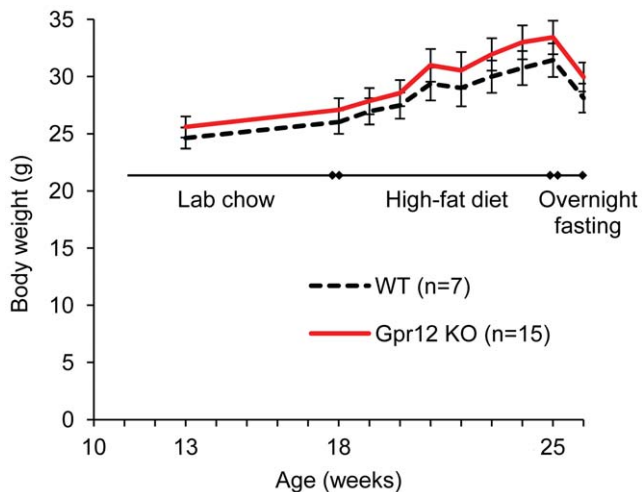 35
30
25
20
15
10
5
0
Body weight (g)
Lab chow
High-fat diet
Overnight
fasting
WT (n=7)
Gpr12 KO (n=15)
10 13 18 25
Age (weeks)